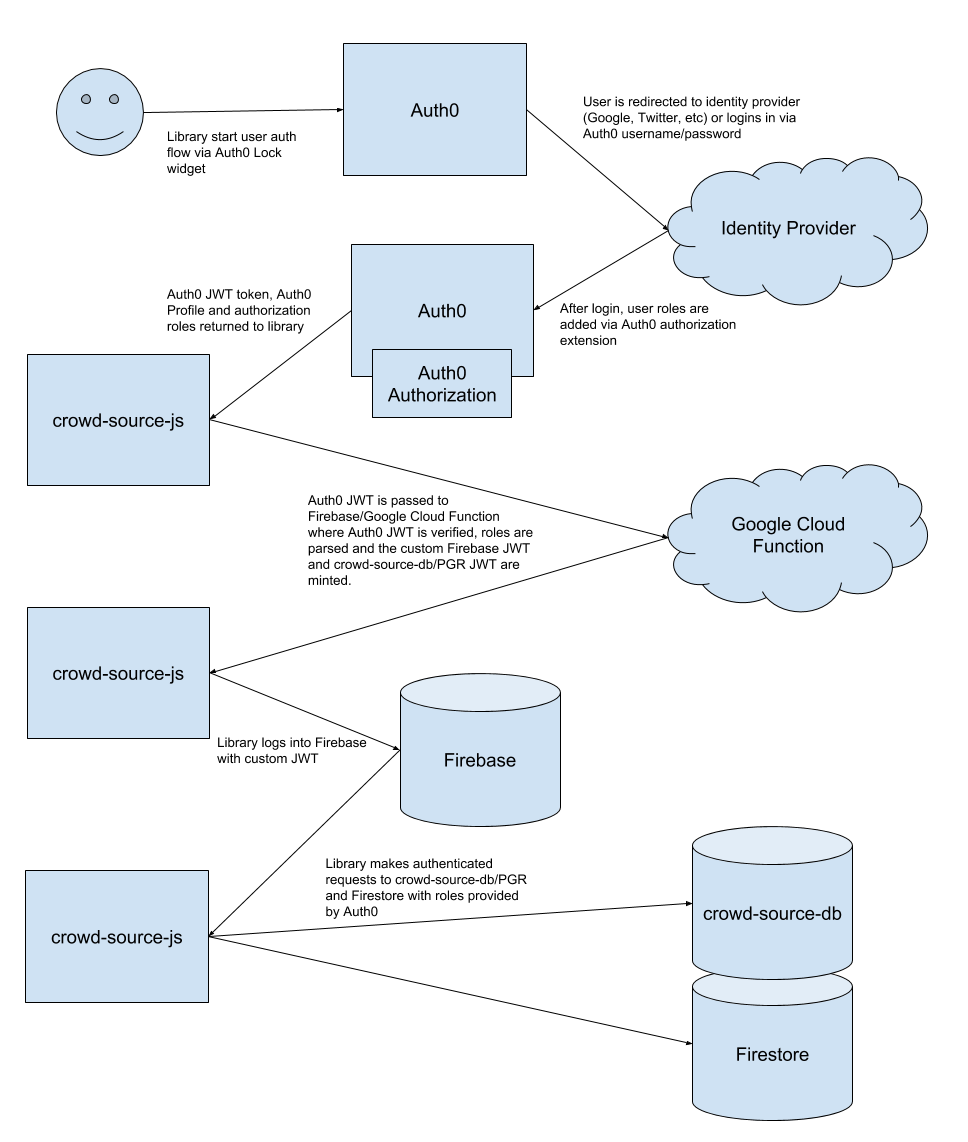 Auth0
Library start user auth
flow via Auth0 Lock
widget
User is redirected to identity provider
(Google, Twitter, etc) or logins in via
Auth0 username/password
Identity Provider
Auth0 JWT token, Auth0
Profile and authorization
roles returned to library
Auth0
Auth0
Authorization
After login, user roles are
added via Auth0 authorization
extension
crowd-source-js
Auth0 JWT is passed to
Firebase/Google Cloud Function
where Auth0 JWT is verified, roles are
parsed and the custom Firebase JWT
and crowd-source-db/PGR JWT are
minted.
Google Cloud
Function
crowd-source-js
Library logs into Firebase
with custom JWT
Firebase
Library makes authenticated
requests to crowd-source-db/PGR
and Firestore with roles provided
by Auth0
crowd-source-js
crowd-source-db
Firestore